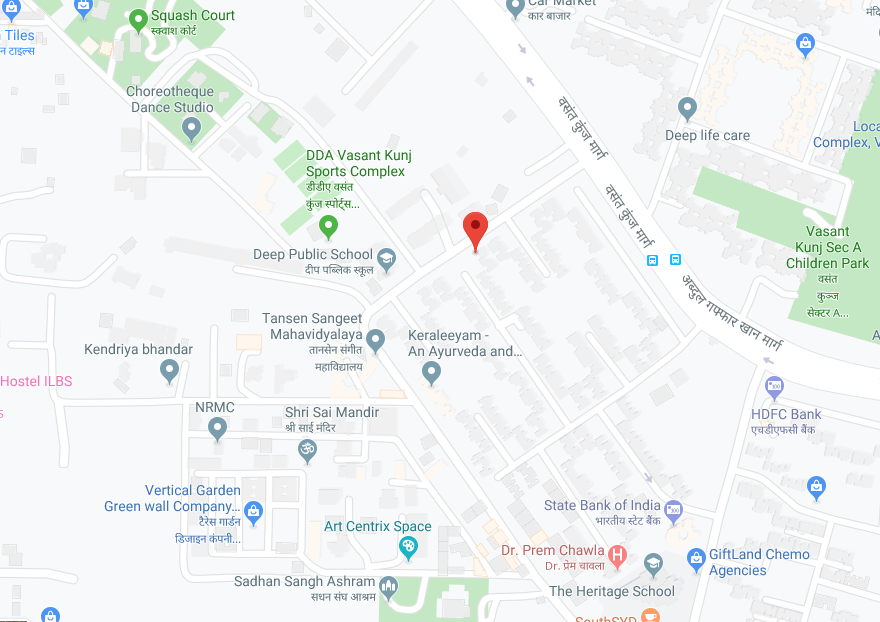 Squash Court
स्क्वाश कोर्ट
Car Market
कार बाजार
Tiles
टाइल्स
Choreotheque
Dance Studio
वसंत कुंज मार्ग
Deep life care
Loca
Complex, V
DDA Vasant Kunj
Sports Complex
डीडीए वसंत
कुंज स्पोर्ट्स...
वसंत कुंज मार्ग
Vasant
Kunj Sec A
Children Park
वसंत
कुञ्ज
सेक्टर A...
Deep Public School
दीप पब्लिक स्कूल
अब्दुल गफ्फार खान मार्ग
Tansen Sangeet
Mahavidyalaya
तानसेन संगीत
महाविद्यालय
Keraleeyam -
An Ayurveda and...
Kendriya bhandar
Hostel ILBS
NRMC
Shri Sai Mandir
श्री साई मंदिर
HDFC Bank
एचडीएफसी बैंक
Vertical Garden
Green wall Company...
टैरेस गार्डन
डिजाइन कंपनी...
State Bank of India
भारतीय स्टेट बैंक
Art Centrix Space
Dr. Prem Chawla
Dr. प्रेम चावला
GiftLand Chemo
Agencies
Sadhan Sangh Ashram
सधन संघ आश्रम
The Heritage School
SouthSYD